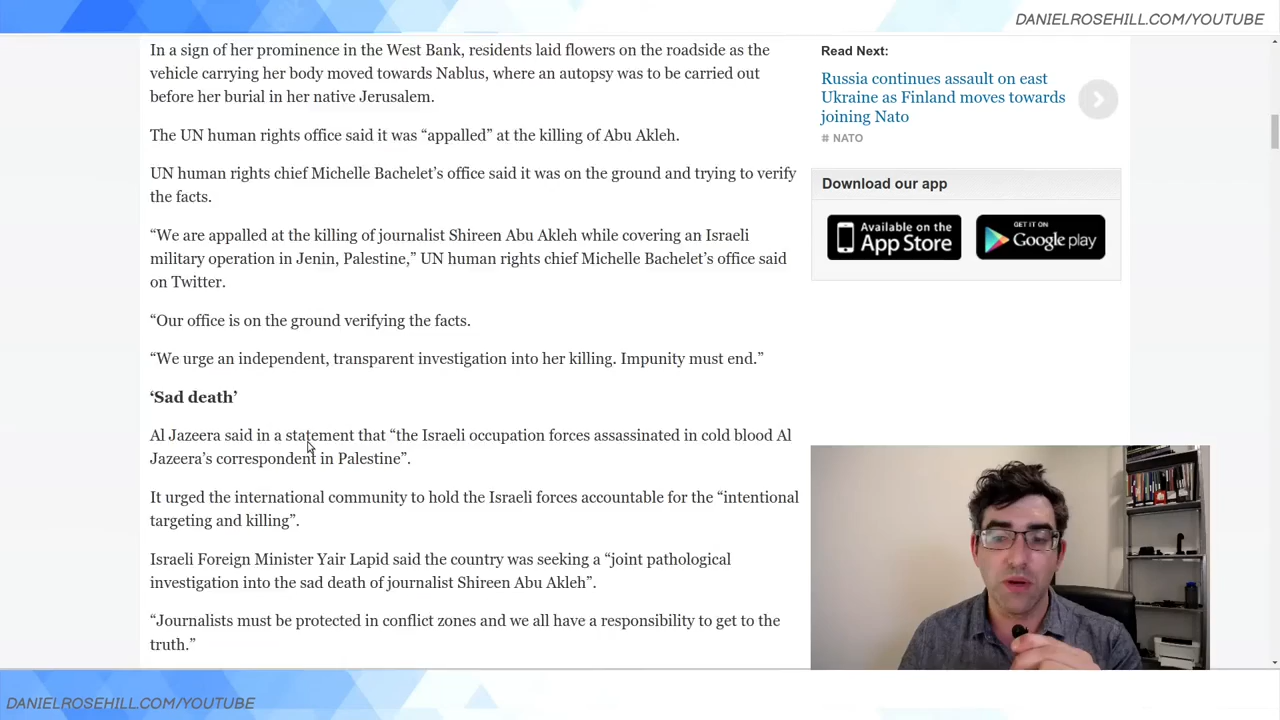 DANIELROSEHILL.COM/YOUTUBE
In a sign of her prominence in the West Bank, residents laid flowers on the roadside as the
vehicle carrying her body moved towards Nablus, where an autopsy was to be carried out
before her burial in her native Jerusalem.
The UN human rights office said it was “appalled” at the killing of Abu Akleh.
UN human rights chief Michelle Bachelet’s office said it was on the ground and trying to verify
the facts.
“We are appalled at the killing of journalist Shireen Abu Akleh while covering an Israeli
military operation in Jenin, Palestine,” UN human rights chief Michelle Bachelet’s office said
on Twitter.
“Our office is on the ground verifying the facts.
“We urge an independent, transparent investigation into her killing. Impunity must end.”
‘Sad death’
Al Jazeera said in a statement that “the Israeli occupation forces assassinated in cold blood Al
Jazeera’s correspondent in Palestine”.
It urged the international community to hold the Israeli forces accountable for the “intentional
targeting and killing”.
Israeli Foreign Minister Yair Lapid said the country was seeking a “joint pathological
investigation into the sad death of journalist Shireen Abu Akleh”.
“Journalists must be protected in conflict zones and we all have a responsibility to get to the
truth.”
Read Next:
Russia continues assault on east
Ukraine as Finland moves towards
joining Nato
# NATO
Download our app
Available on the
App Store
GET IT ON
Google play
DANIELROSEHILL.COM/YOUTUBE